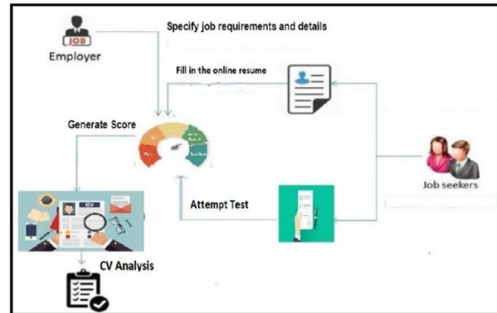 Specify job requirements and details
JOB
Employer
Fill in the online resume
Generate Score
Job seekers
Attempt Test
CV
CV Analysis